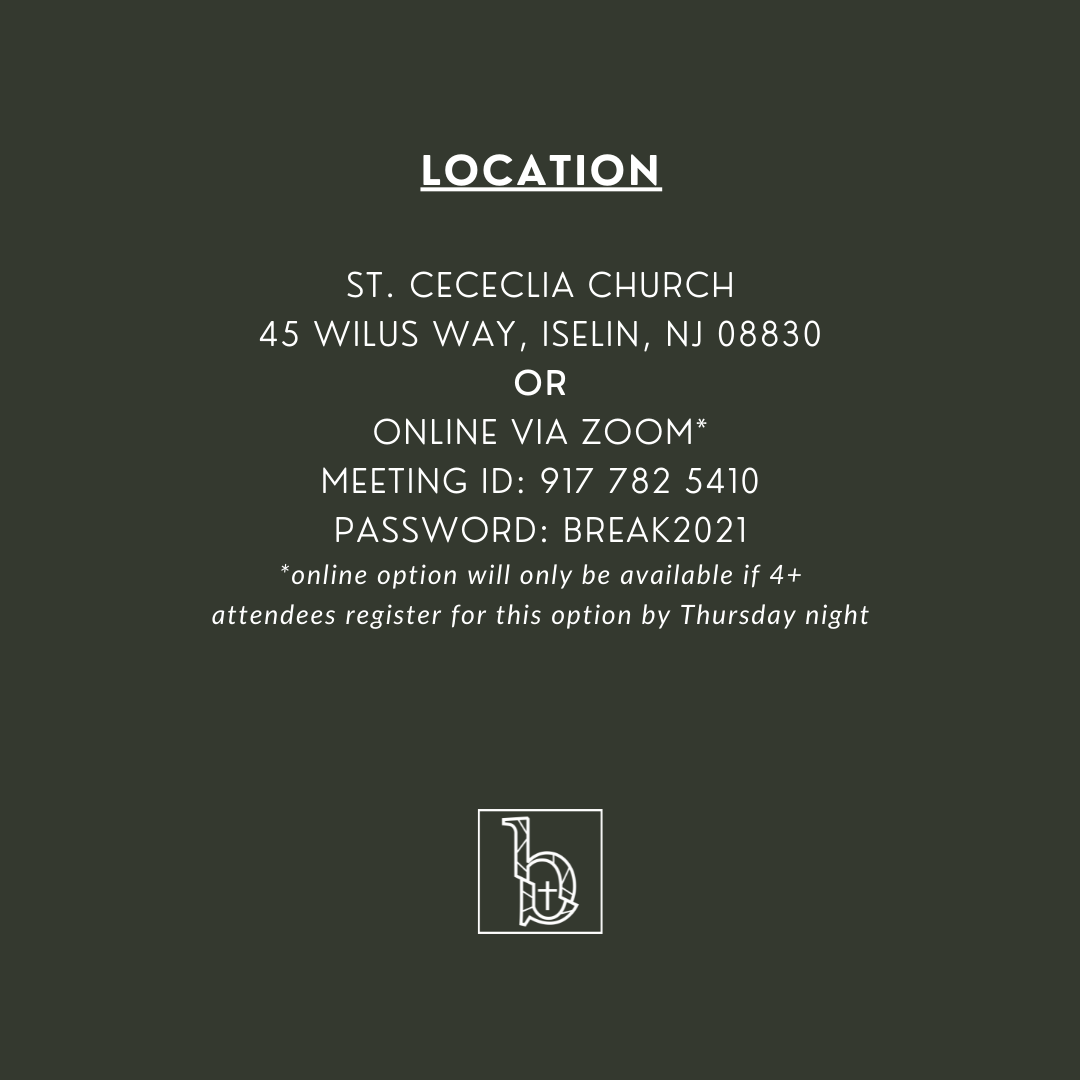 LOCATION
ST. CECECLIA CHURCH
45 WILUS WAY, ISELIN, NJ 08830
OR
ONLINE VIA ZOOM*
MEETING ID: 917 782 5410
PASSWORD: BREAK2021
*online option will only be available if 4+
attendees register for this option by Thursday night
b